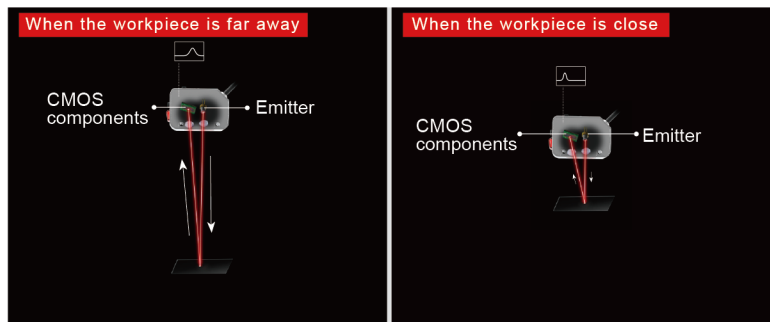 When the workpiece is far away
CMOS
components
Emitter
When the workpiece is close
CMOS
components
Emitter